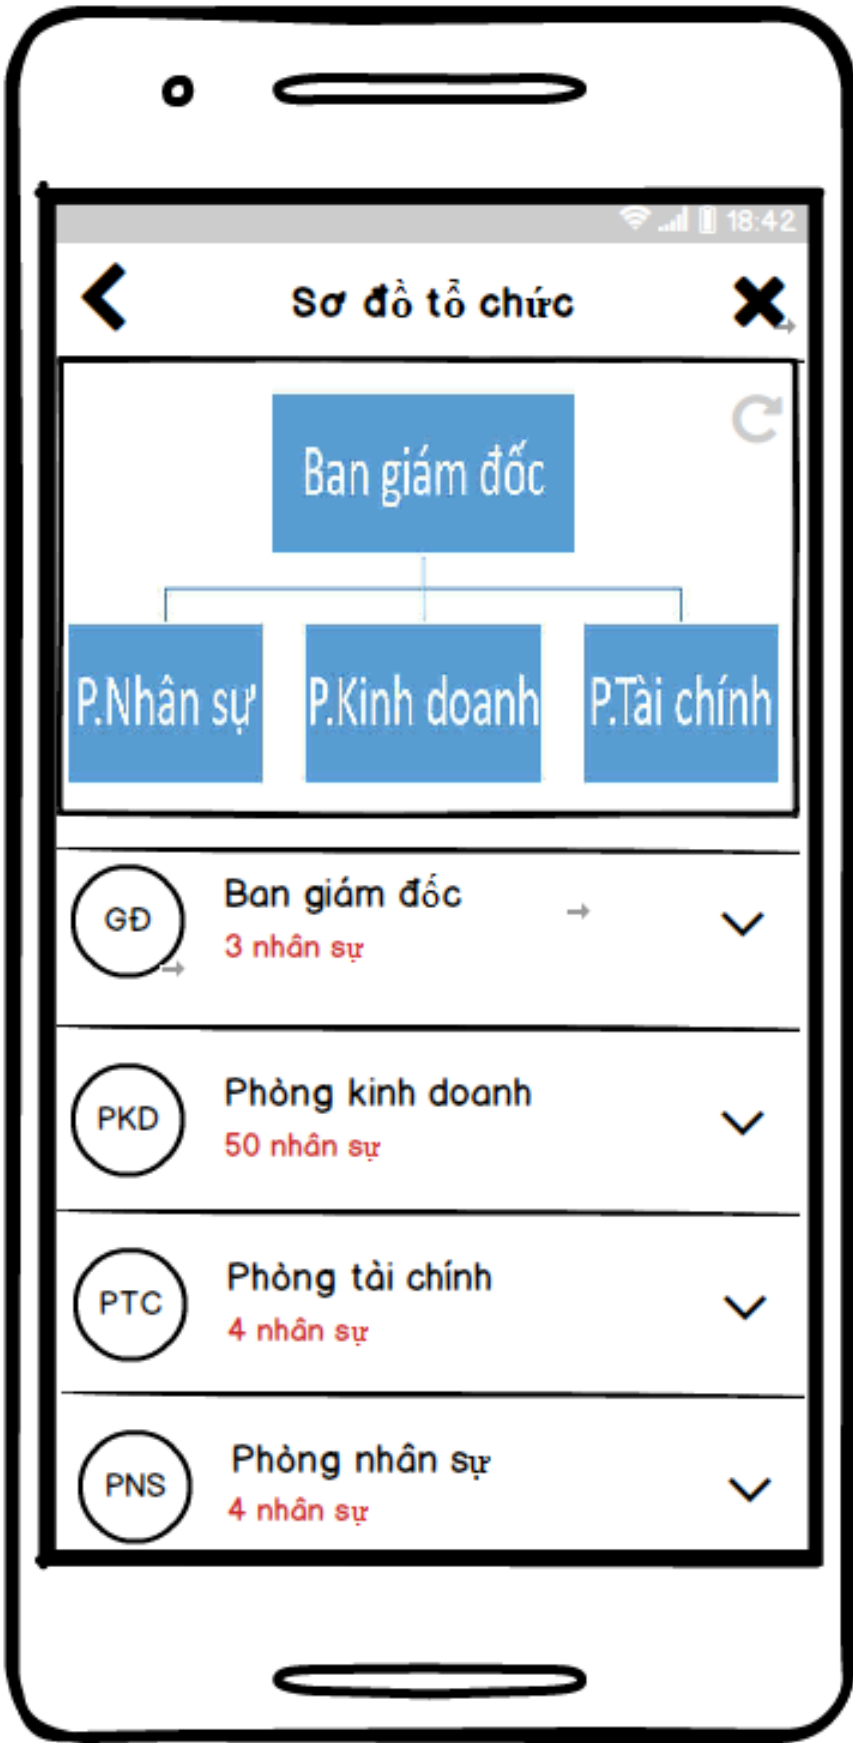 18:42
Sơ đồ tổ chức
Ban giám đốc
P.Nhân sự P.Kinh doanh P.Tài chính
GĐ
Ban giám đốc
3 nhân sự
PKD
Phòng kinh doanh
50 nhân sự
PTC
Phòng tài chính
4 nhân sự
PNS
Phòng nhân sự
4 nhân sự